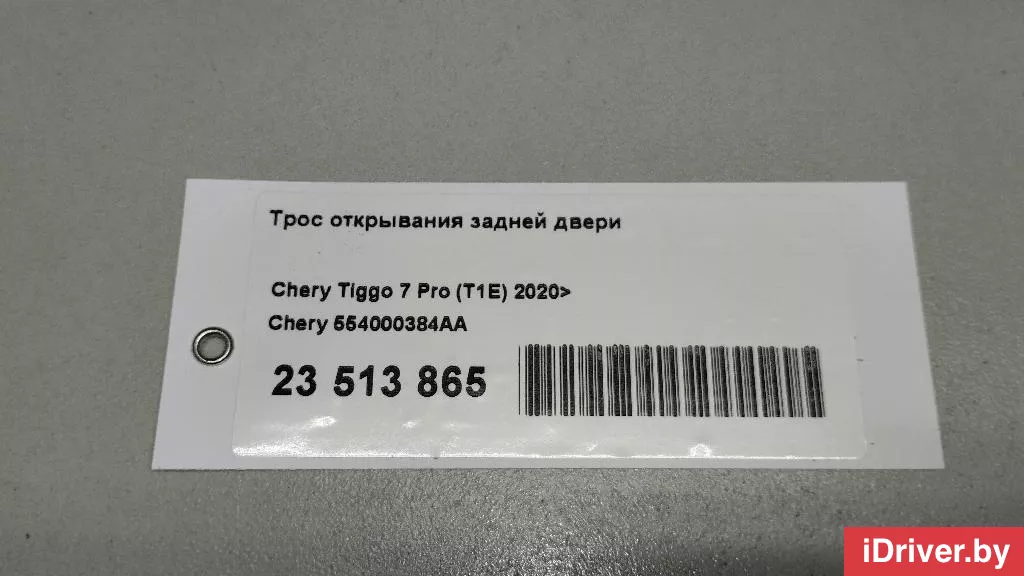 Трос открывания задней двери
Chery Tiggo 7 Pro (T1E) 2020>
Chery 554000384AA
23 513 865
iDriver.by